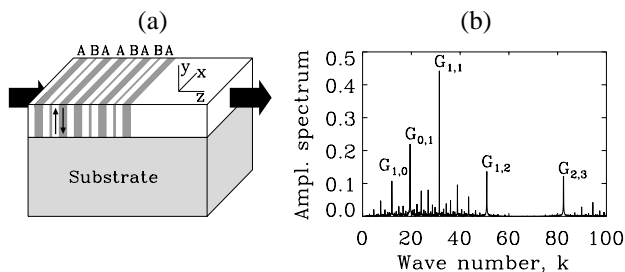 (a)
A B A A B A B A
y
x
z
Substrate
(b)
Ampl. spectrum
0.5
0.4
0.3
0.2
0.1
0.0
G1,1
G0,1
G1,0
G1,2
G2,3
0 20 40 60 80 100
Wave number, k